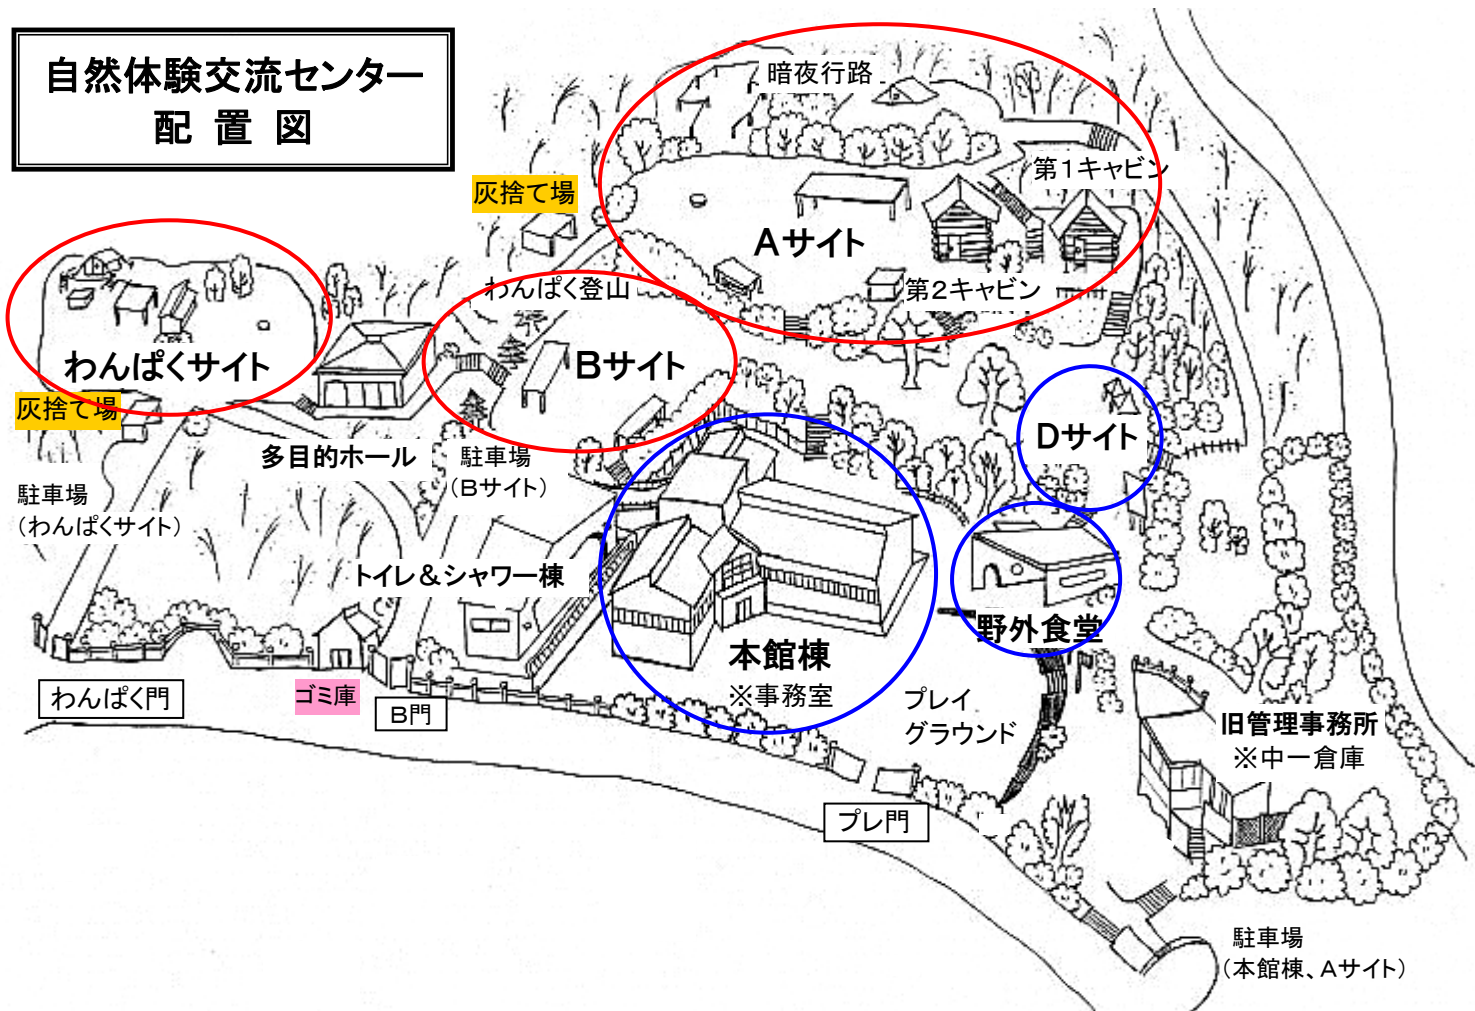 自然体験交流センター
配 置 図
暗夜行路
第1キャビン
灰捨て場
Aサイト
わんぱく登山
第2キャビン
わんぱくサイト
Bサイト
灰捨て場
Dサイト
多目的ホール
駐車場
（Bサイト）
駐車場
（わんぱくサイト）
トイレ＆シャワー棟
野外食堂
本館棟
※事務室
わんぱく門
ゴミ庫
B門
プレイ
グラウンド
旧管理事務所
※中一倉庫
プレ門
駐車場
（本館棟、Aサイト）